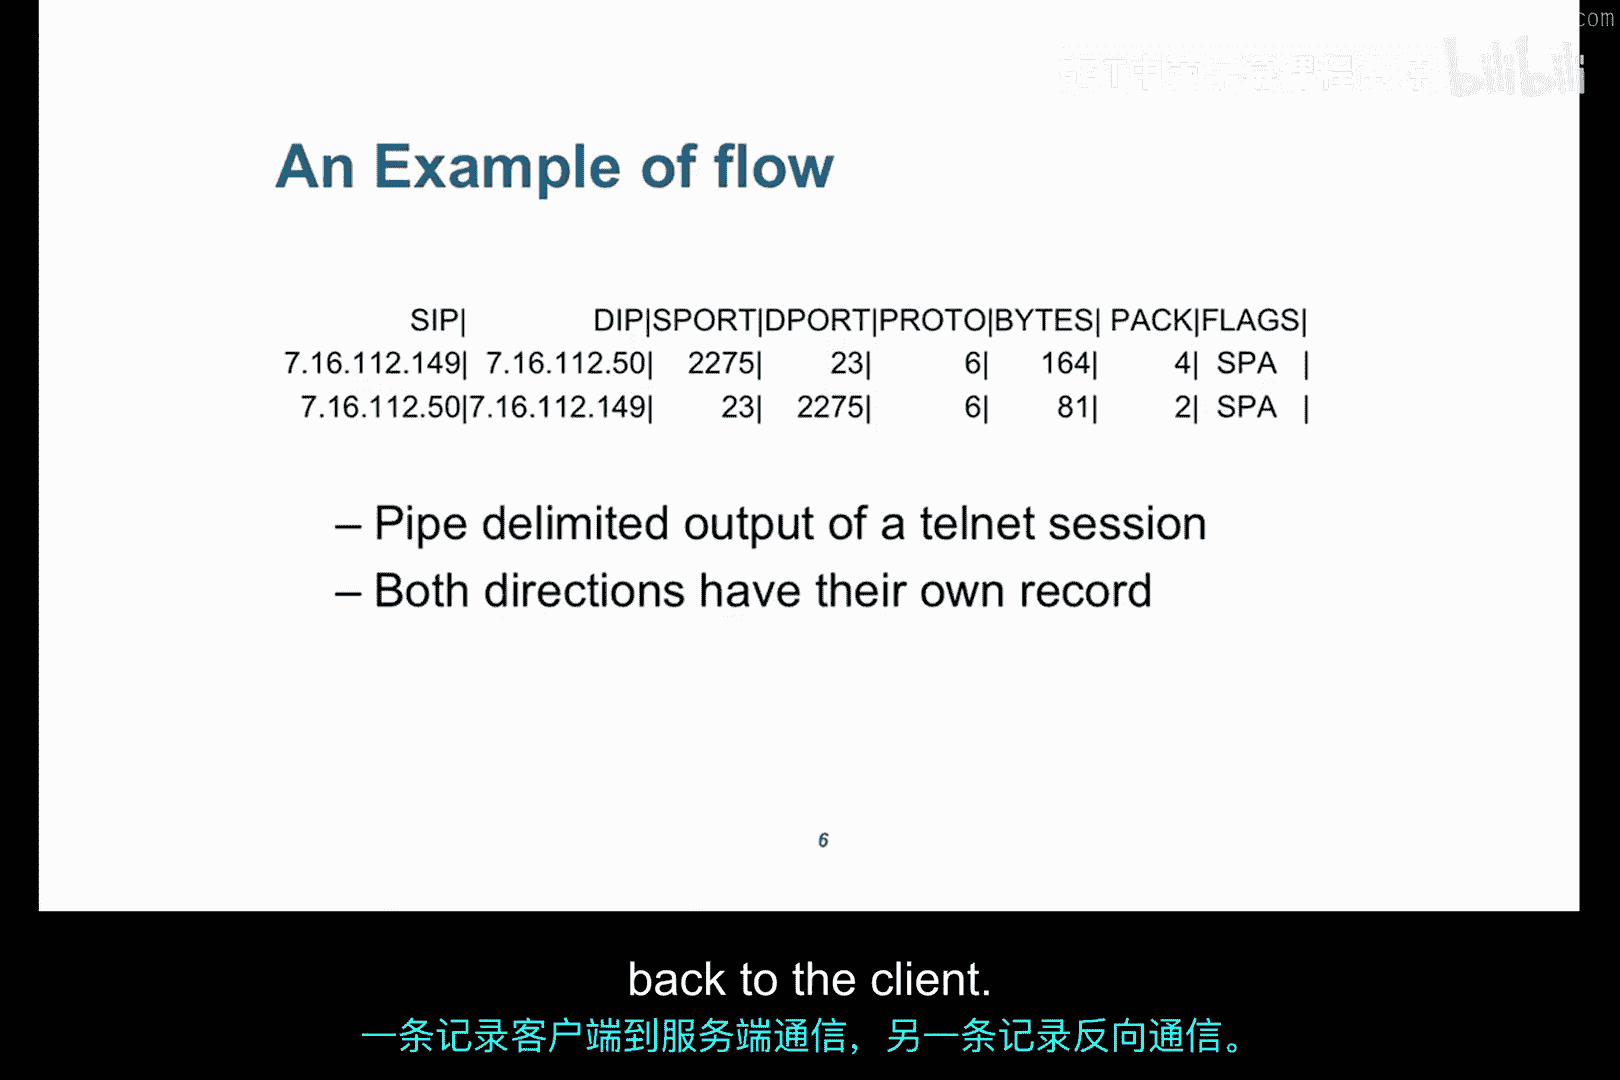 com
bilibili
An Example of flow
SIP| DIP|SPORT|DPORT|PROTO|BYTES| PACK|FLAGS|
7.16.112.149| 7.16.112.50| 2275| 23| 6| 164| 4| SPA |
7.16.112.50|7.16.112.149| 23| 2275| 6| 81| 2| SPA |
– Pipe delimited output of a telnet session
– Both directions have their own record
6
back to the client.
一条记录客户端到服务端通信，另一条记录反向通信。